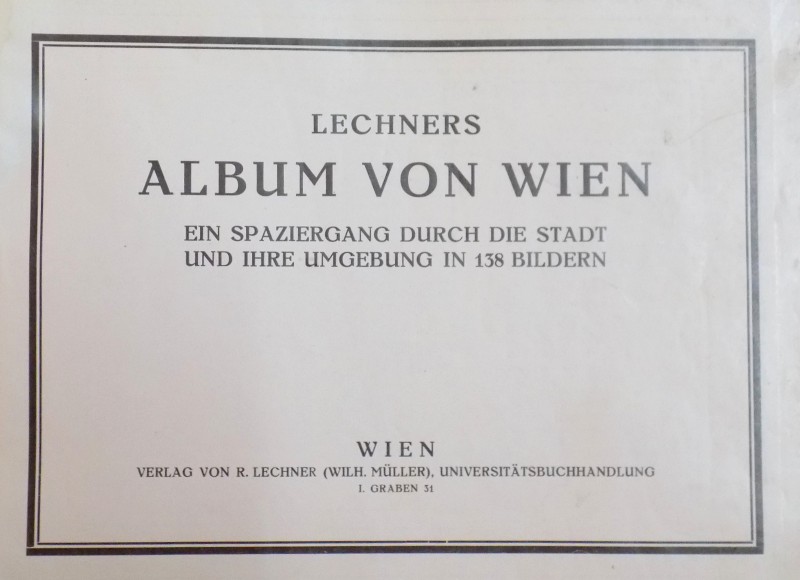 LECHNERS
ALBUM VON WIEN
EIN SPAZIERGANG DURCH DIE STADT
UND IHRE UMGEBUNG IN 138 BILDERN
WIEN
VERLAG VON R. LECHNER (WILH. MÜLLER), UNIVERSITÄTSBUCHHANDLUNG
I. GRABEN 31